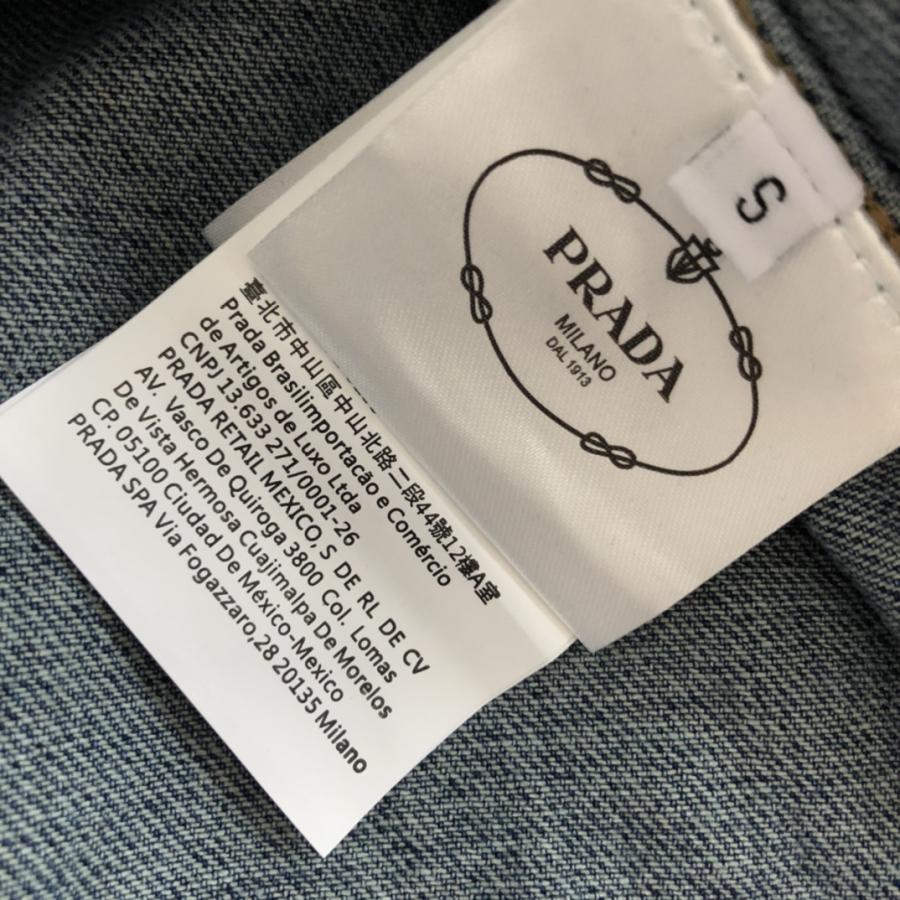 S
PRADA
MILANO
DAL 1913
臺北市中山區中山北路二段44號12樓A室
Prada Brasilimportacão e Comércio
de Artigos de Luxo Ltda
CNPJ 13.633 271/0001-26
PRADA RETAIL MEXICO, S DE RL DE CV
AV. Vasco De Quiroga 3800 Col. Lomas
De Vista Hermosa Cuajimalpa De Morelos
CP. 05100 Ciudad De México-Mexico
PRADA SPA Via Fogazzaro,28 20135 Milano